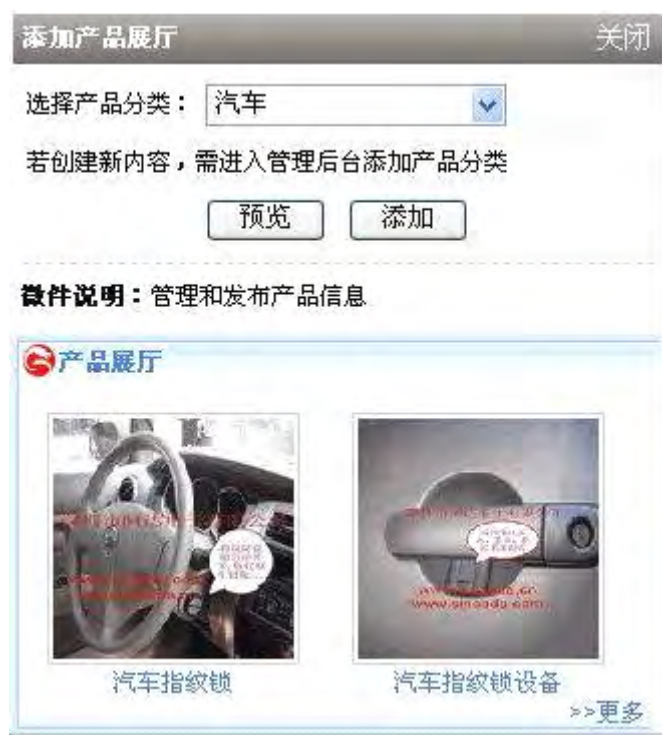 添加产品展厅 关闭
选择产品分类： 汽车
若创建新内容，需进入管理后台添加产品分类
预览 添加
微件说明：管理和发布产品信息
产品展厅
汽车指纹锁 汽车指纹锁设备
>>更多